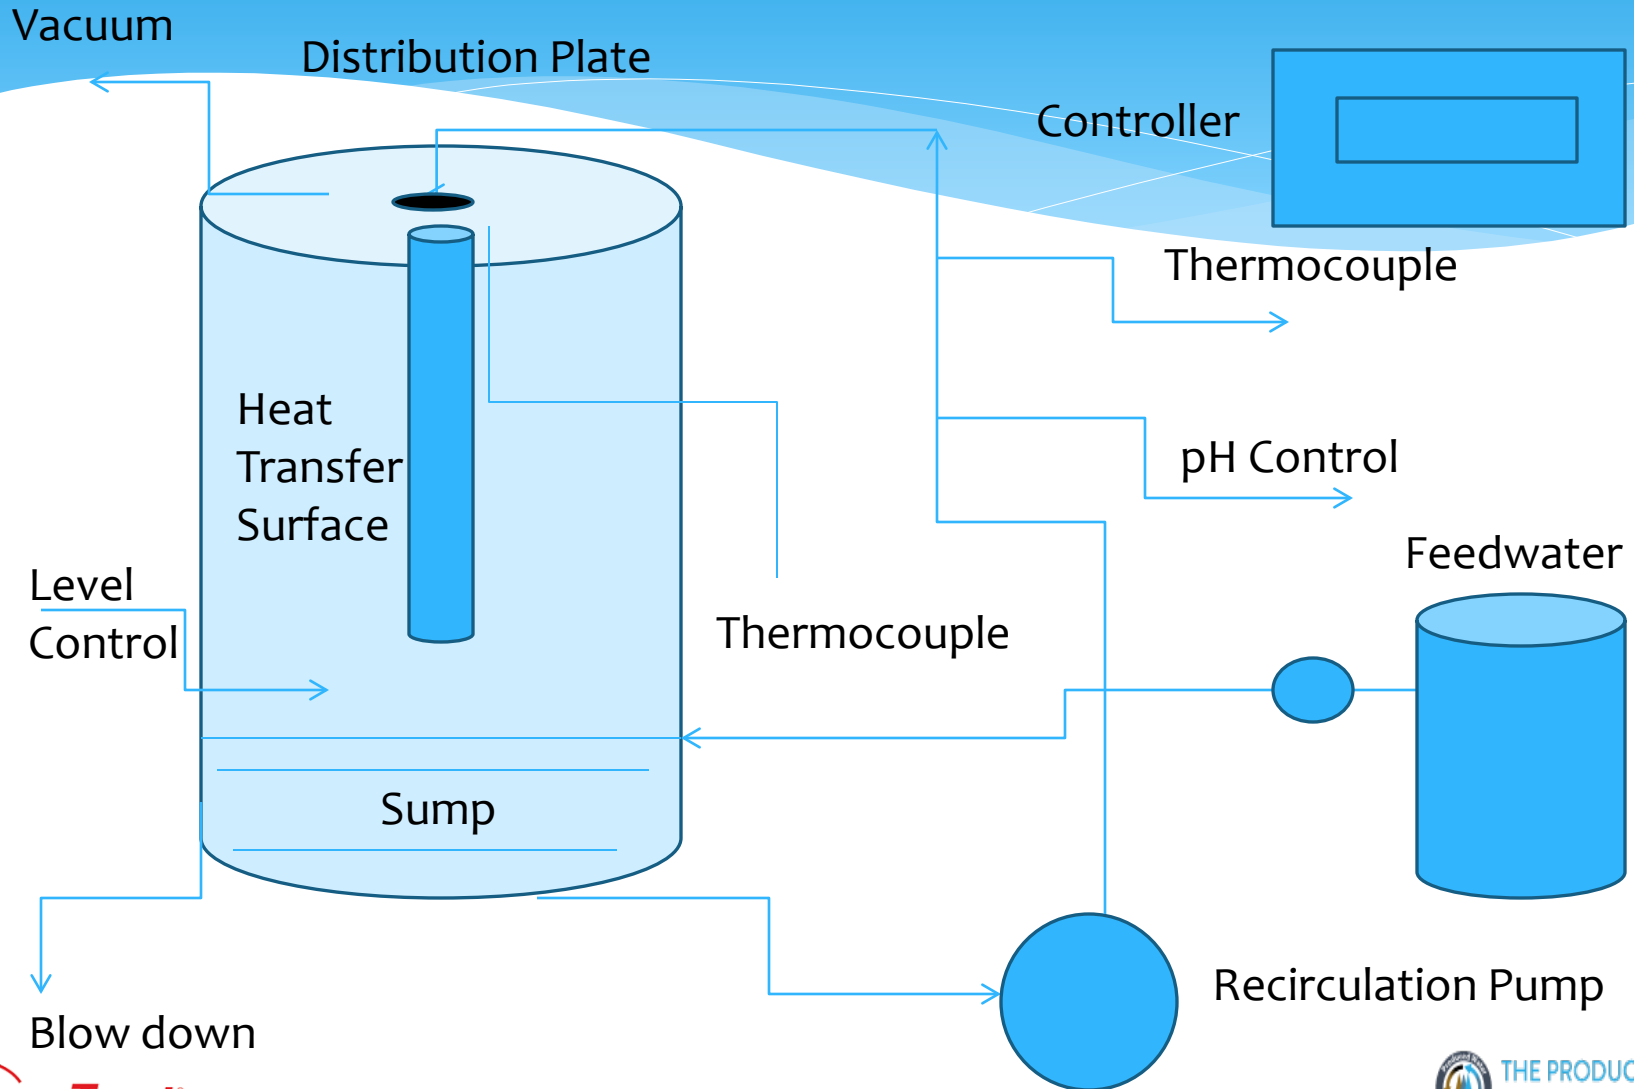 Vacuum
Distribution Plate
Controller
Thermocouple
Heat
Transfer
Surface
pH Control
Feedwater
Level
Control
Thermocouple
Sump
Recirculation Pump
Blow down
THE PRODUC